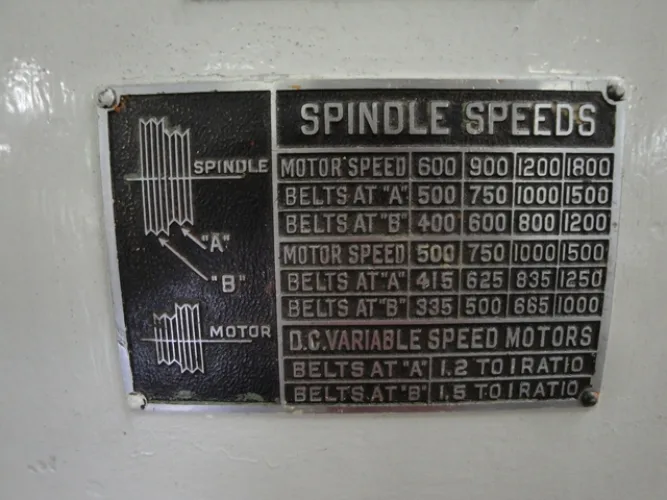 SPINDLE SPEEDS
SPINDLE
"A"
"B"
MOTOR
MOTOR SPEED 600 900 1200 1800
BELTS AT "A" 500 750 1000 1500
BELTS AT "B" 400 600 800 1200
MOTOR SPEED 500 750 1000 1500
BELTS AT "A" 415 625 835 1250
BELTS AT "B" 335 500 665 1000
D.C. VARIABLE SPEED MOTORS
BELTS AT "A" 1.2 TO 1 RATIO
BELTS AT "B" 1.5 TO 1 RATIO